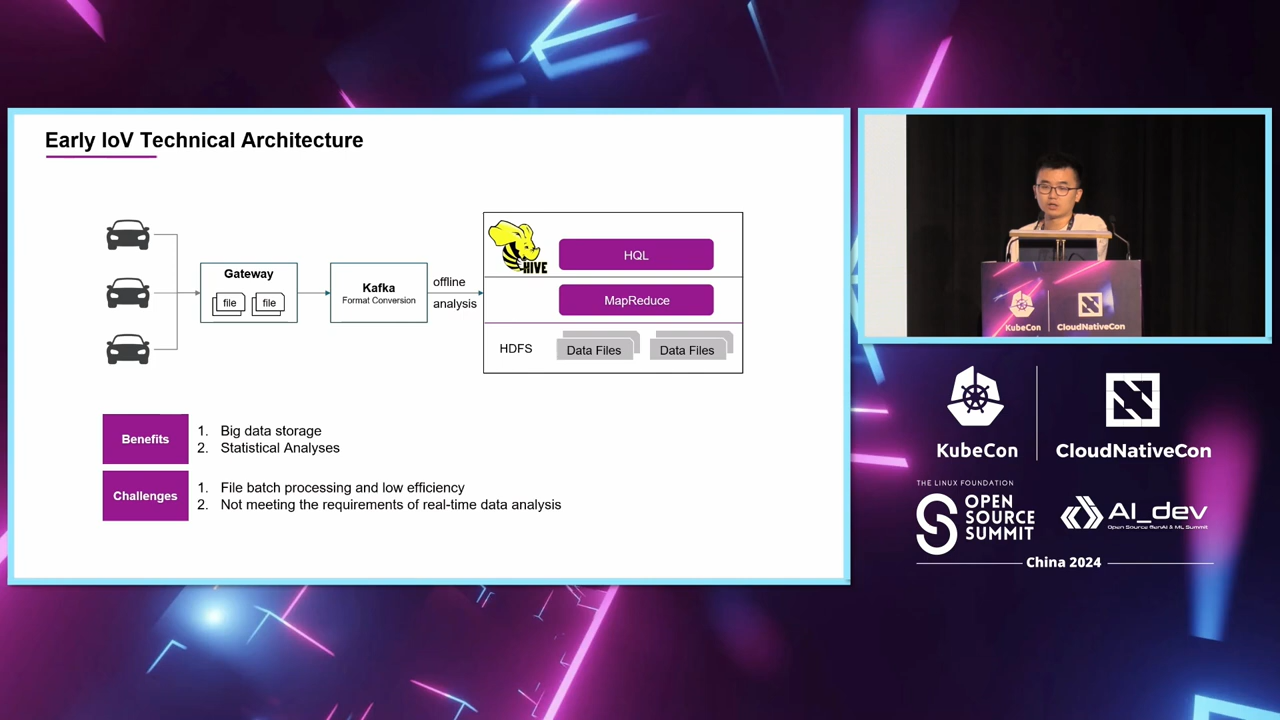 Early IoV Technical Architecture
Gateway
file
file
Kafka
Format Conversion
offline
analysis
HIVE
HQL
MapReduce
HDFS
Data Files
Data Files
Benefits
1. Big data storage
2. Statistical Analyses
Challenges
1. File batch processing and low efficiency
2. Not meeting the requirements of real-time data analysis
KubeCon
CloudNativeCon
KubeCon
CloudNativeCon
THE LINUX FOUNDATION
OPEN
SOURCE
SUMMIT
AI_dev
Open Source GenAI & ML Summit
China 2024